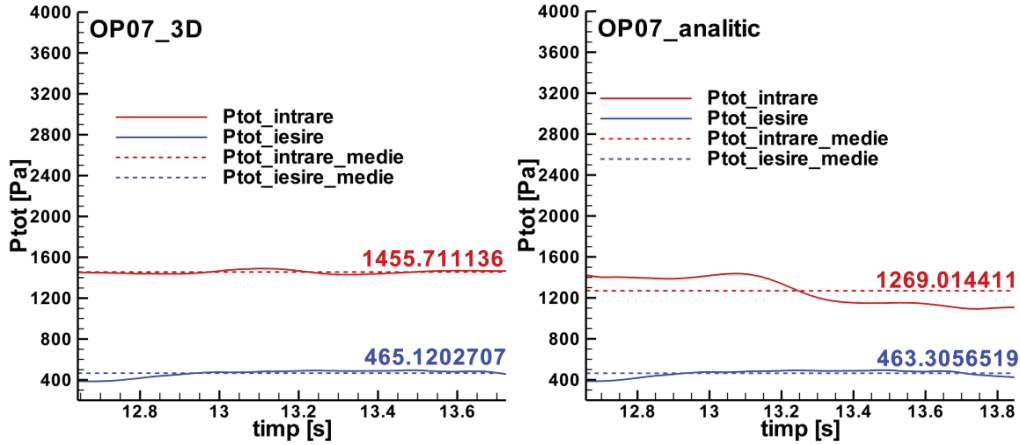 OP07_3D
4000
3600
3200
2800
2400
2000
1600
1200
800
400
Ptot [Pa]
Ptot_intrare
Ptot_iesire
Ptot_intrare_medie
Ptot_iesire_medie
1455.711136
465.1202707
12.8
13
13.2
13.4
13.6
timp [s]
OP07_analitic
4000
3600
3200
2800
2400
2000
1600
1200
800
400
Ptot [Pa]
Ptot_intrare
Ptot_iesire
Ptot_intrare_medie
Ptot_iesire_medie
1269.014411
463.3056519
12.8
13
13.2
13.4
13.6
13.8
timp [s]